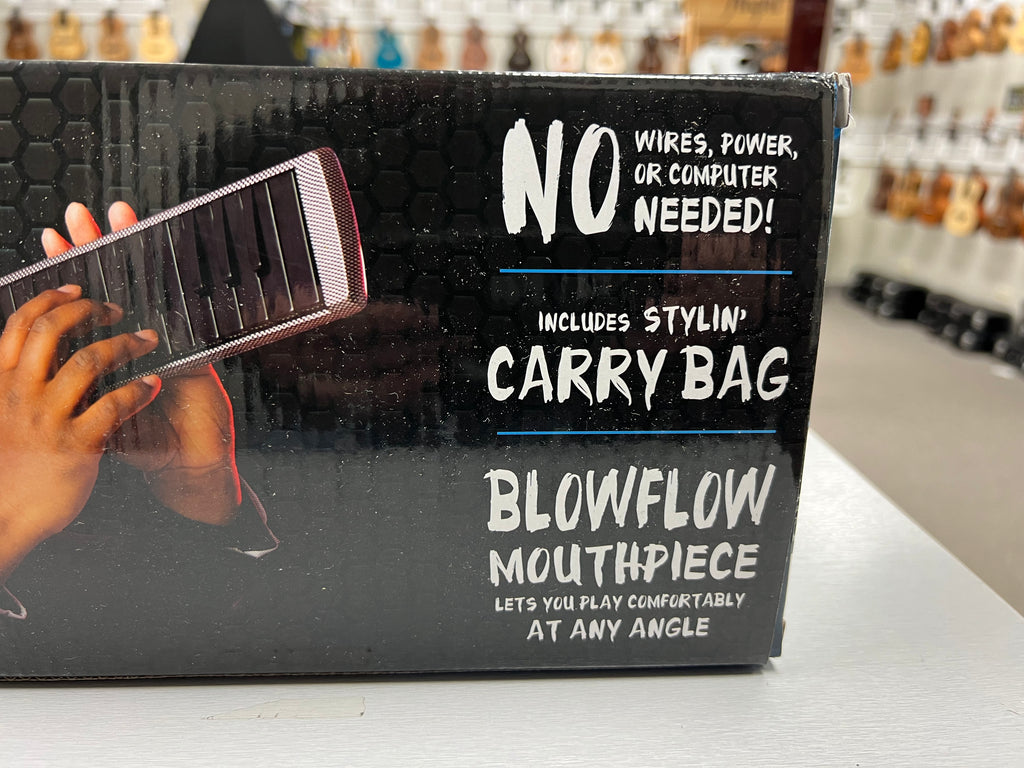 NO WIRES, POWER,
OR COMPUTER
NEEDED!
INCLUDES STYLIN'
CARRY BAG
BLOWFLOW
MOUTHPIECE
LETS YOU PLAY COMFORTABLY
AT ANY ANGLE